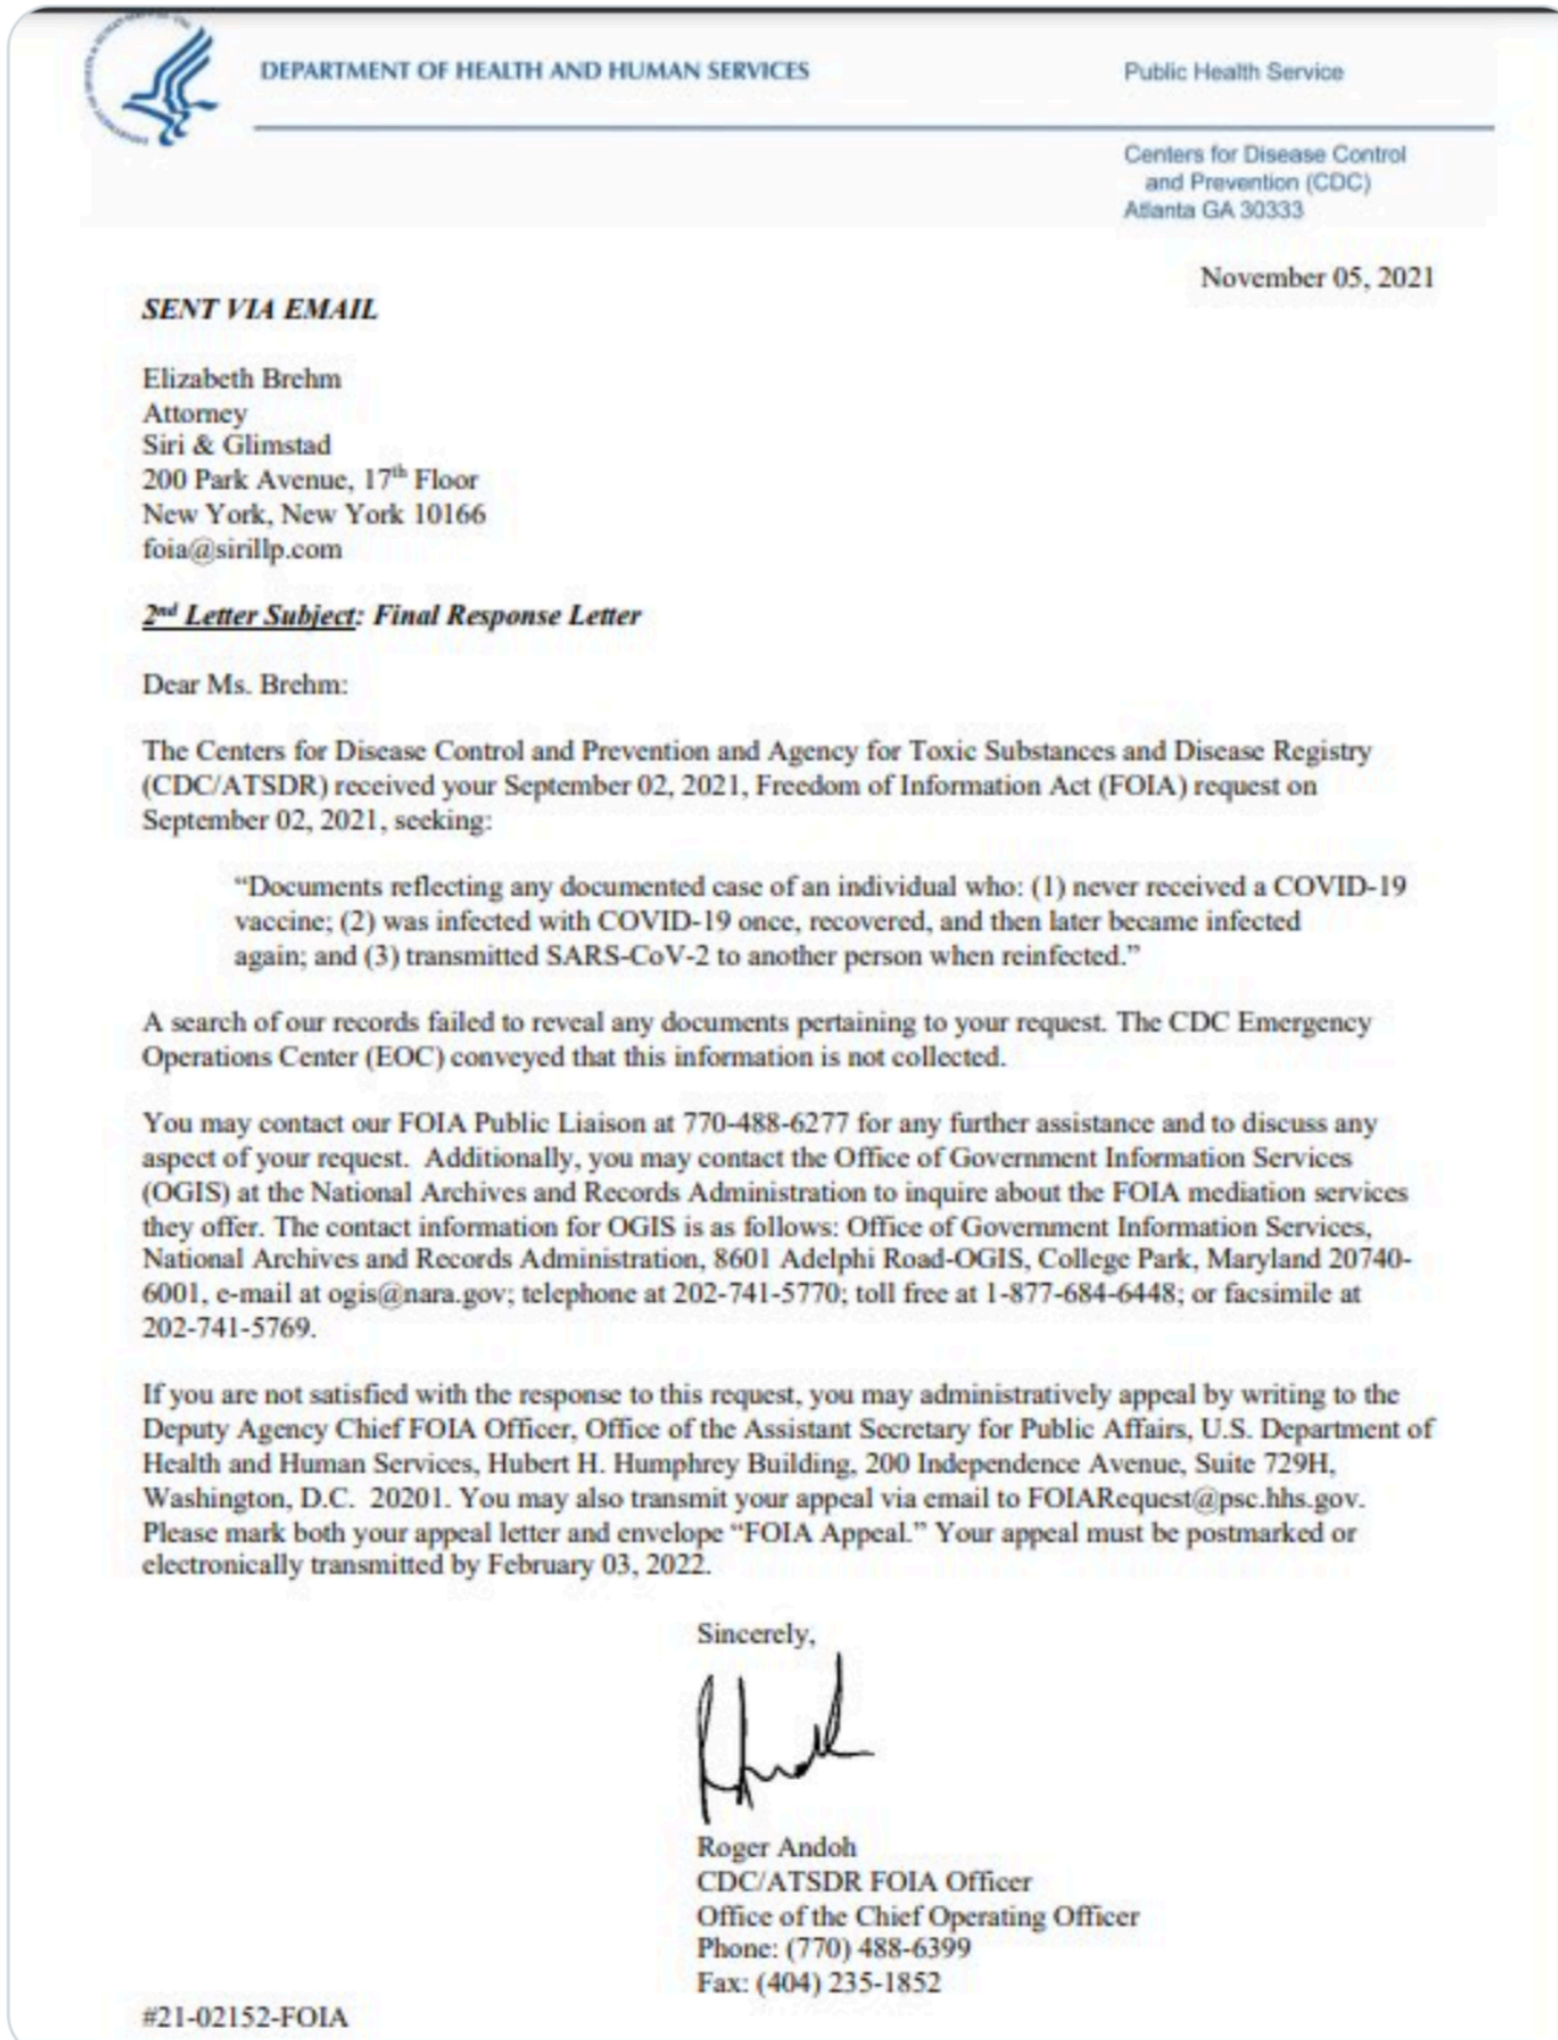 DEPARTMENT OF HEALTH AND HUMAN SERVICES
Public Health Service
Centers for Disease Control
and Prevention (CDC)
Atlanta GA 30333
November 05, 2021
SENT VIA EMAIL
Elizabeth Brehm
Attorney
Siri & Glimstad
200 Park Avenue, 17th Floor
New York, New York 10166
foia@sirillp.com
2nd Letter Subject: Final Response Letter
Dear Ms. Brehm:
The Centers for Disease Control and Prevention and Agency for Toxic Substances and Disease Registry
(CDC/ATSDR) received your September 02, 2021, Freedom of Information Act (FOIA) request on
September 02, 2021, seeking:
“Documents reflecting any documented case of an individual who: (1) never received a COVID-19
vaccine; (2) was infected with COVID-19 once, recovered, and then later became infected
again; and (3) transmitted SARS-CoV-2 to another person when reinfected.”
A search of our records failed to reveal any documents pertaining to your request. The CDC Emergency
Operations Center (EOC) conveyed that this information is not collected.
You may contact our FOIA Public Liaison at 770-488-6277 for any further assistance and to discuss any
aspect of your request. Additionally, you may contact the Office of Government Information Services
(OGIS) at the National Archives and Records Administration to inquire about the FOIA mediation services
they offer. The contact information for OGIS is as follows: Office of Government Information Services,
National Archives and Records Administration, 8601 Adelphi Road-OGIS, College Park, Maryland 20740-
6001, e-mail at ogis@nara.gov; telephone at 202-741-5770; toll free at 1-877-684-6448; or facsimile at
202-741-5769.
If you are not satisfied with the response to this request, you may administratively appeal by writing to the
Deputy Agency Chief FOIA Officer, Office of the Assistant Secretary for Public Affairs, U.S. Department of
Health and Human Services, Hubert H. Humphrey Building, 200 Independence Avenue, Suite 729H,
Washington, D.C. 20201. You may also transmit your appeal via email to FOIARequest@psc.hhs.gov.
Please mark both your appeal letter and envelope “FOIA Appeal.” Your appeal must be postmarked or
electronically transmitted by February 03, 2022.
Sincerely,
Roger Andoh
CDC/ATSDR FOIA Officer
Office of the Chief Operating Officer
Phone: (770) 488-6399
Fax: (404) 235-1852
#21-02152-FOIA